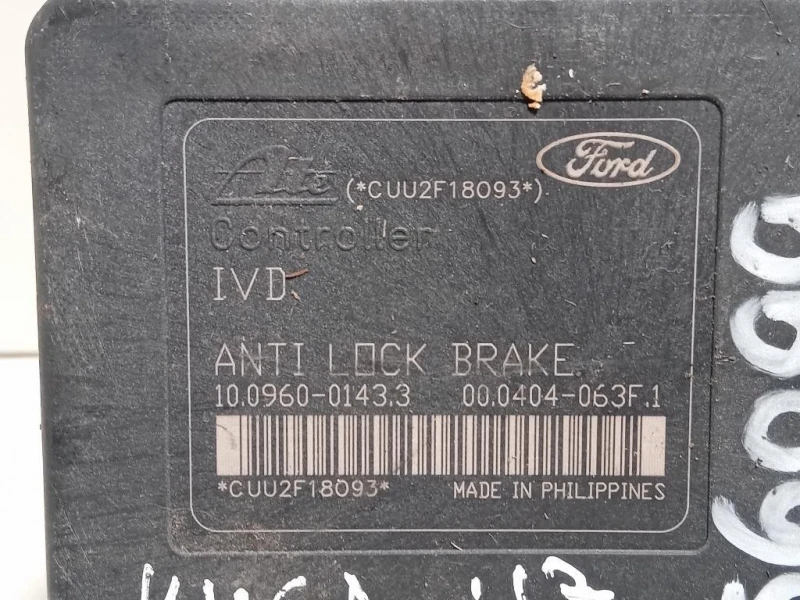 Ate (*CUU2F18093*) Ford
Controller
IVD
ANTI LOCK BRAKE
10.0960-0143.3 00.0404-063F.1
*CUU2F18093* MADE IN PHILIPPINES